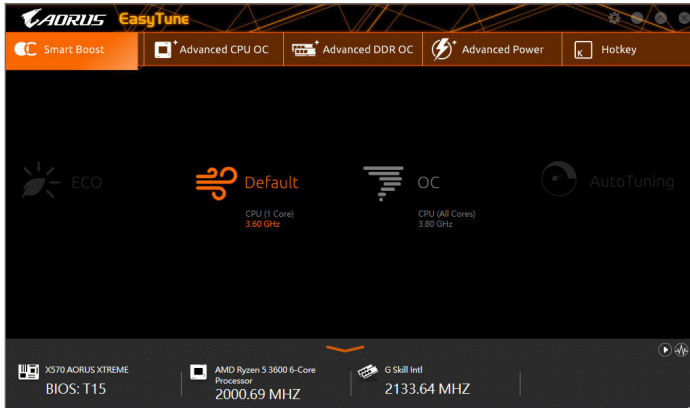 AORUS EasyTune
Smart Boost
Advanced CPU OC
Advanced DDR OC
Advanced Power
K
Hotkey
ECO
Default
OC
AutoTuning
CPU (1 Core)
3.60 GHz
CPU (All Cores)
3.80 GHz
X570 AORUS XTREME
BIOS: T15
AMD Ryzen 5 3600 6-Core
Processor
2000.69 MHZ
G Skill Intl
2133.64 MHZ